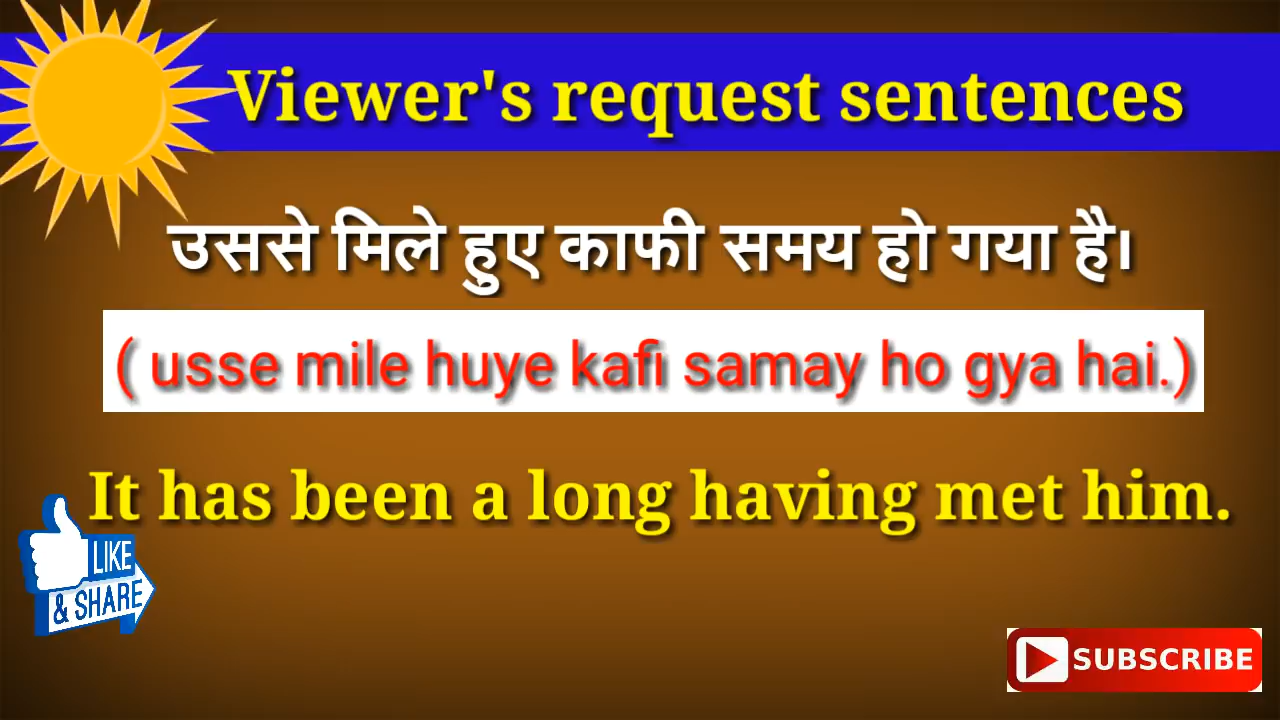 Viewer's request sentences
उससे मिले हुए काफी समय हो गया है।
( usse mile huye kafi samay ho gya hai.)
It has been a long having met him.
LIKE
& SHARE
SUBSCRIBE